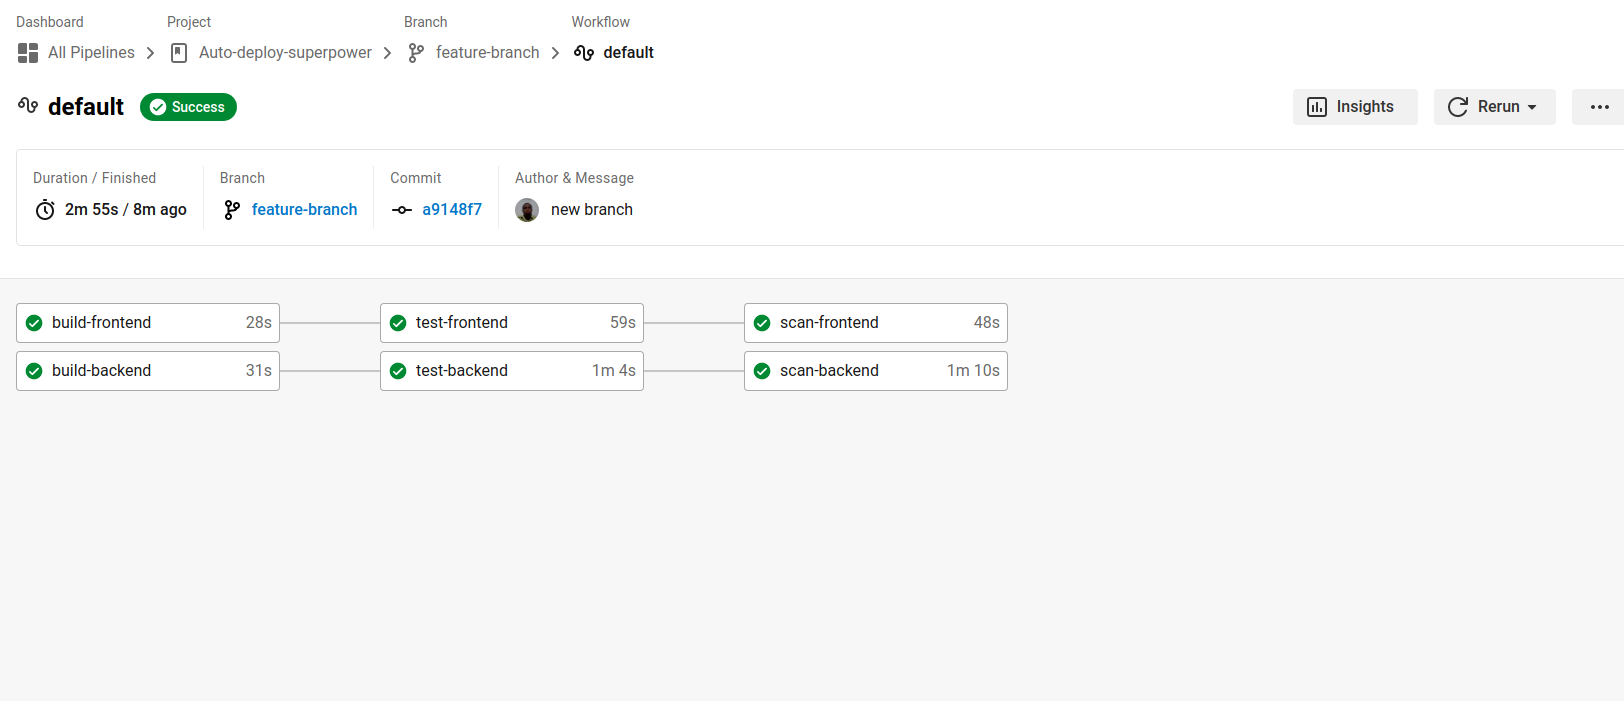 Dashboard Project Branch Workflow
All Pipelines Auto-deploy-superpower feature-branch default
default Success Insights Rerun
Duration / Finished Branch Commit Author & Message
2m 55s / 8m ago feature-branch a9148f7 new branch
build-frontend 28s test-frontend 59s scan-frontend 48s
build-backend 31s test-backend 1m 4s scan-backend 1m 10s